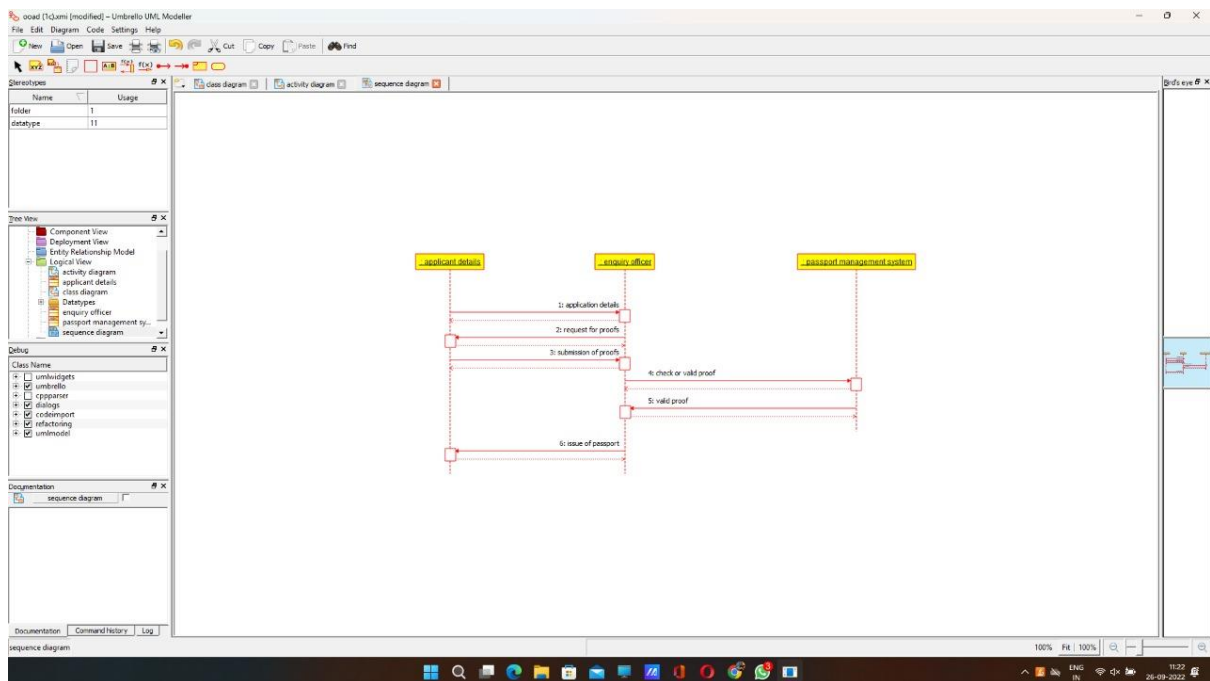 ooad (1c).xmi [modified] – Umbrello UML Modeller
File Edit Diagram Code Settings Help
New Open Save Cut Copy Paste Find
Stereotypes
Name Usage
folder 1
datatype 11
Tree View
Component View
Deployment View
Entity Relationship Model
Logical View
activity diagram
applicant details
class diagram
Datatypes
enquiry officer
passport management sy...
sequence diagram
Debug
Class Name
umlwidgets
umbrello
cppparser
dialogs
codeimport
refactoring
umlmodel
Documentation
sequence diagram
Documentation Command history Log
sequence diagram
class diagram activity diagram sequence diagram
applicant details enquiry officer passport management system
1: application details
2: request for proofs
3: submission of proofs
4: check or valid proof
5: valid proof
6: issue of passport
Bird's eye
100% Fit 100%
ENG
IN
11:22
26-09-2022